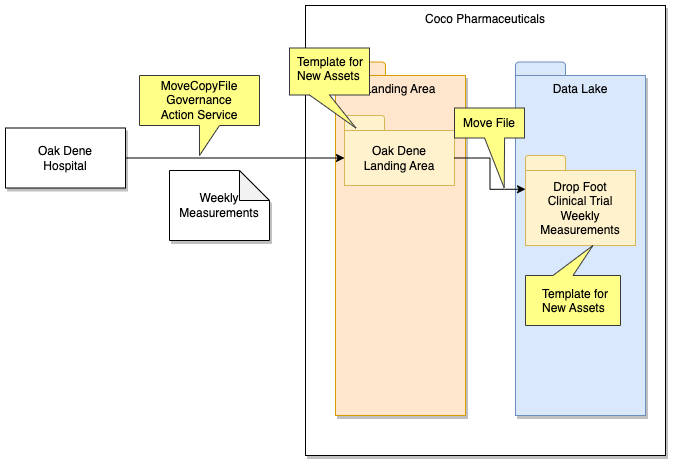 Coco Pharmaceuticals
Template for
New Assets
MoveCopyFile
Governance
Action Service
Landing Area
Data Lake
Move File
Oak Dene
Hospital
Oak Dene
Landing Area
Weekly
Measurements
Drop Foot
Clinical Trial
Weekly
Measurements
Template for
New Assets